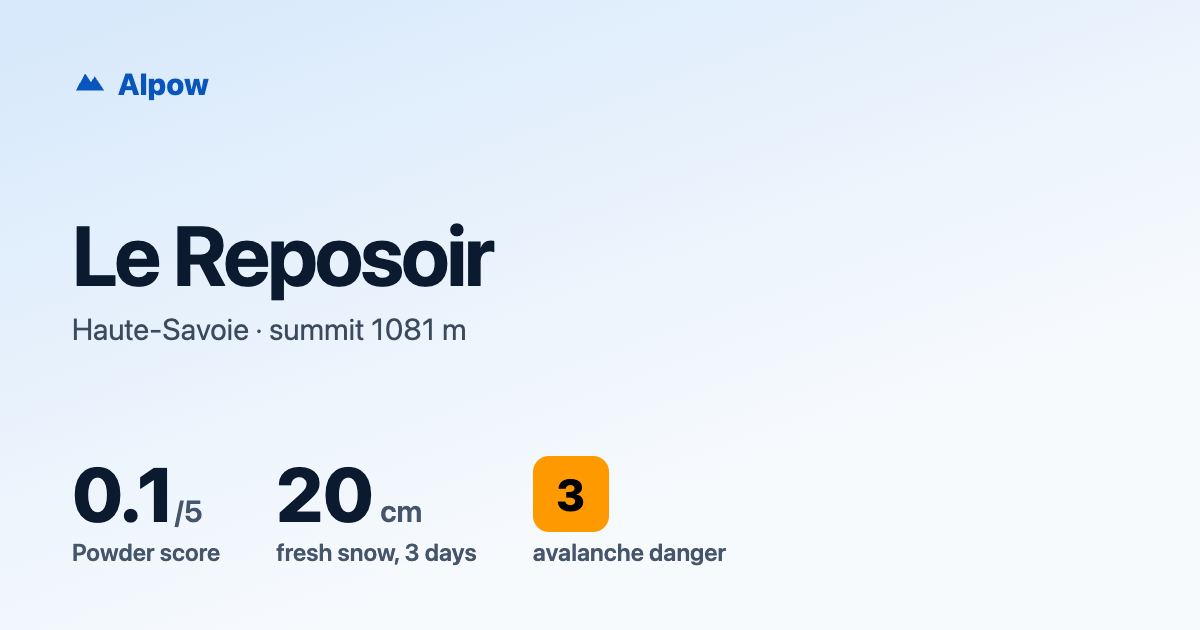 Alpow
Le Reposoir
Haute-Savoie · summit 1081 m
0.1/5
Powder score
20 cm
fresh snow, 3 days
3
avalanche danger